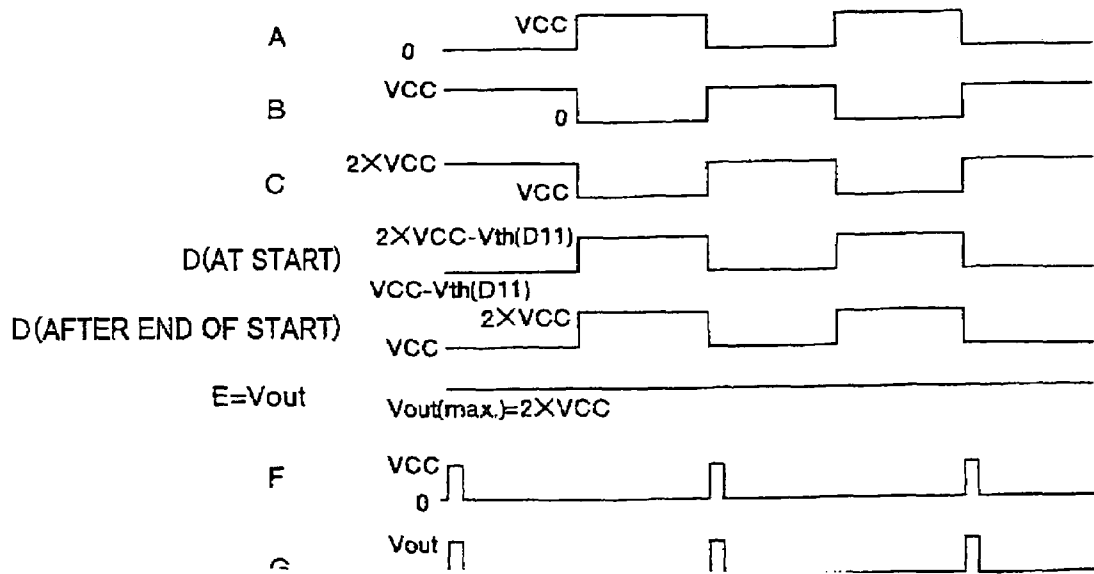 A
VCC
0
B
VCC
0
C
2×VCC
VCC
D(AT START)
2×VCC-Vth(D11)
VCC-Vth(D11)
D(AFTER END OF START)
2×VCC
VCC
E=Vout
Vout(max.)=2×VCC
F
VCC
0
Vout